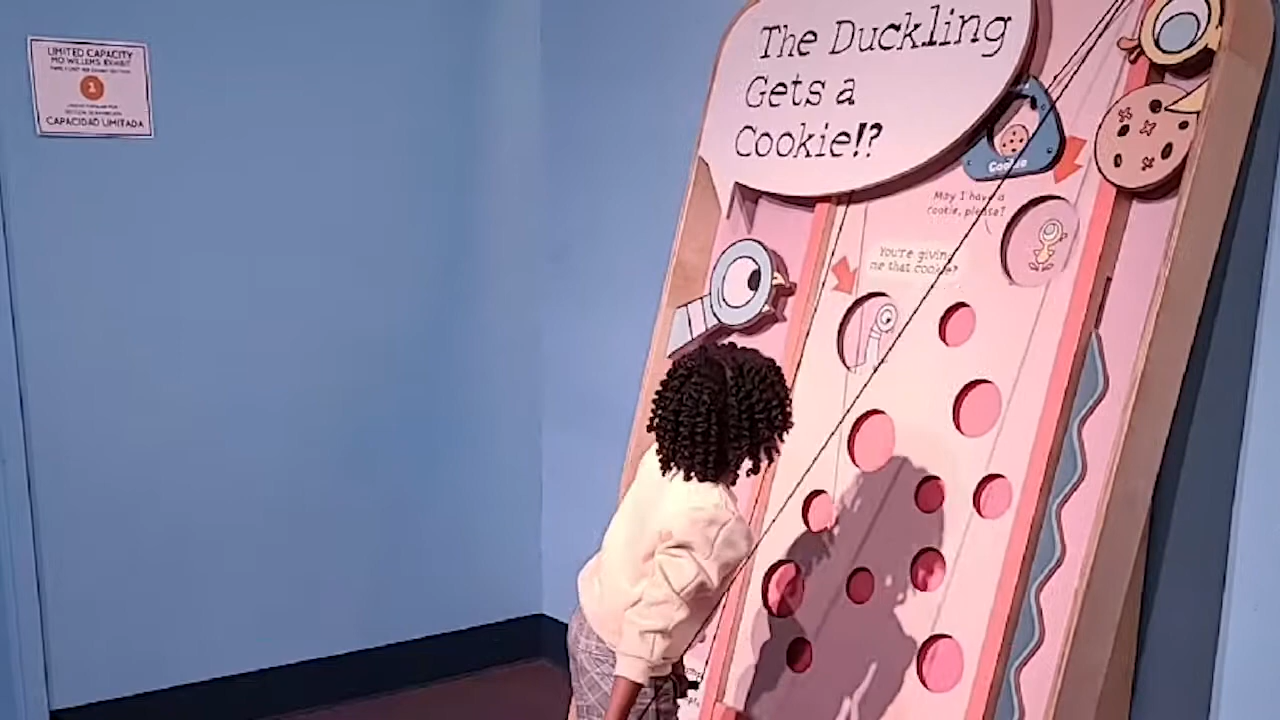 LIMITED CAPACITY
MO WILLEMS EXHIBIT
1
CAPACIDAD LIMITADA
The Duckling
Gets a
Cookie!?
Cookie
May I have a
cookie, please?
You're giving
me that cookie?